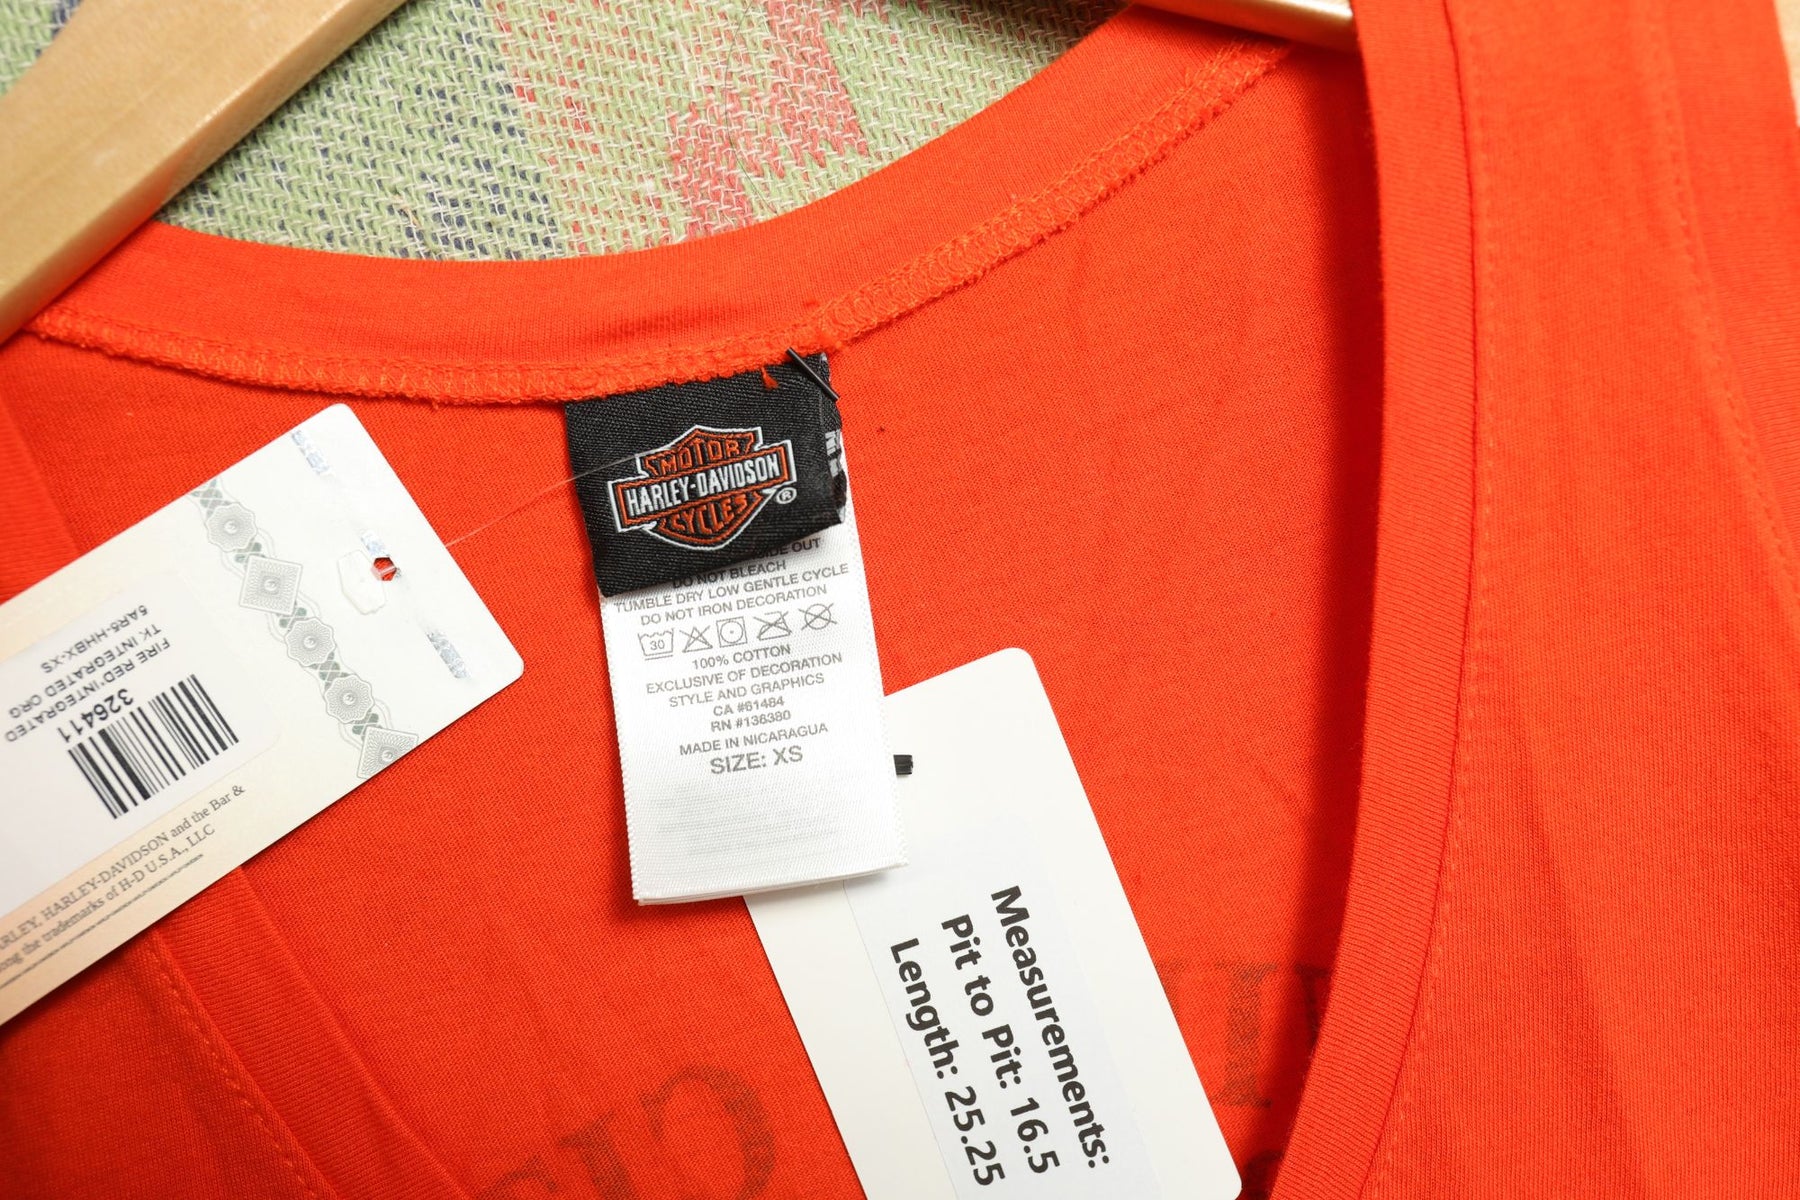 MOTOR
HARLEY-DAVIDSON
CYCLES
®
SIDE OUT
DO NOT BLEACH
TUMBLE DRY LOW GENTLE CYCLE
DO NOT IRON DECORATION
30
100% COTTON
EXCLUSIVE OF DECORATION
STYLE AND GRAPHICS
CA #61484
RN #136380
MADE IN NICARAGUA
SIZE: XS
5AR5-HHBX-XS
TK INTEGRATED ORG
FIRE RED'INTEGRATED
326411
HARLEY-DAVIDSON and the Bar &
the trademarks of H-D U.S.A., LLC
Measurements:
Pit to Pit: 16.5
Length: 25.25